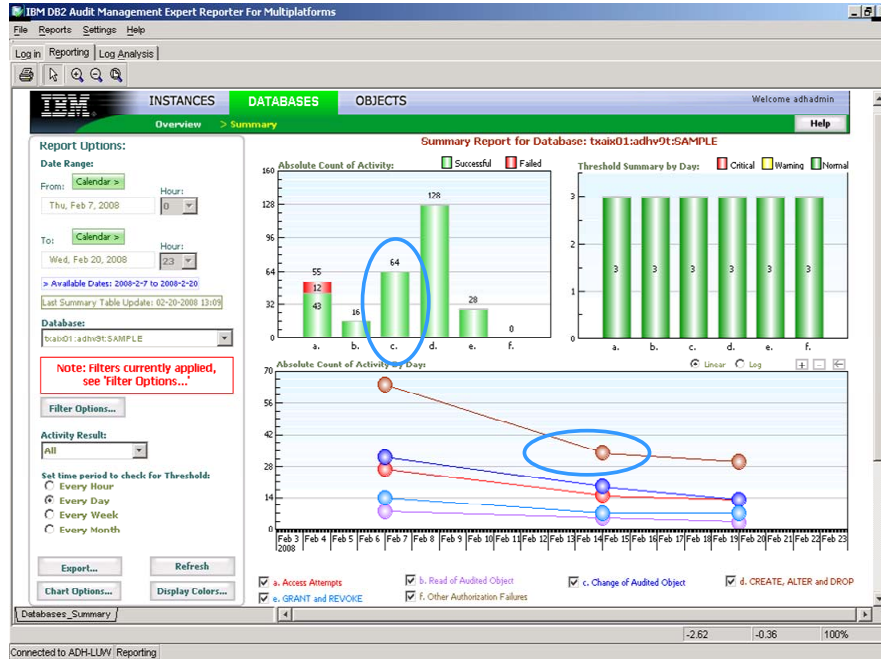 IBM DB2 Audit Management Expert Reporter For Multiplatforms
File Reports Settings Help
Log in Reporting Log Analysis
IBM. INSTANCES DATABASES OBJECTS Welcome adhadmin
Overview > Summary Help
Report Options:
Date Range:
From: Calendar >
Hour:
Thu, Feb 7, 2008 0
To: Calendar >
Hour:
Wed, Feb 20, 2008 23
> Available Dates: 2008-2-7 to 2008-2-20
Last Summary Table Update: 02-20-2008 13:09
Database:
txaix01:adhv9t:SAMPLE
Note: Filters currently applied,
see 'Filter Options...'
Filter Options...
Activity Result:
All
Set time period to check for Threshold:
Every Hour
Every Day
Every Week
Every Month
Export... Refresh
Chart Options... Display Colors...
Summary Report for Database: txaix01:adhv9t:SAMPLE
Absolute Count of Activity: Successful Failed
160
128
96
64
32
0
55
12
43
16
64
128
28
0
a. b. c. d. e. f.
Threshold Summary by Day: Critical Warning Normal
3
2
1
0
3 3 3 3 3 3
a. b. c. d. e. f.
Absolute Count of Activity by Day: Linear Log
70
56
42
28
14
0
Feb 3 Feb 4 Feb 5 Feb 6 Feb 7 Feb 8 Feb 9 Feb 10 Feb 11 Feb 12 Feb 13 Feb 14 Feb 15 Feb 16 Feb 17 Feb 18 Feb 19 Feb 20 Feb 21 Feb 22 Feb 23
2008
a. Access Attempts b. Read of Audited Object c. Change of Audited Object d. CREATE, ALTER and DROP
e. GRANT and REVOKE f. Other Authorization Failures
Databases_Summary
-2.62 -0.36 100%
Connected to ADH-LUW Reporting